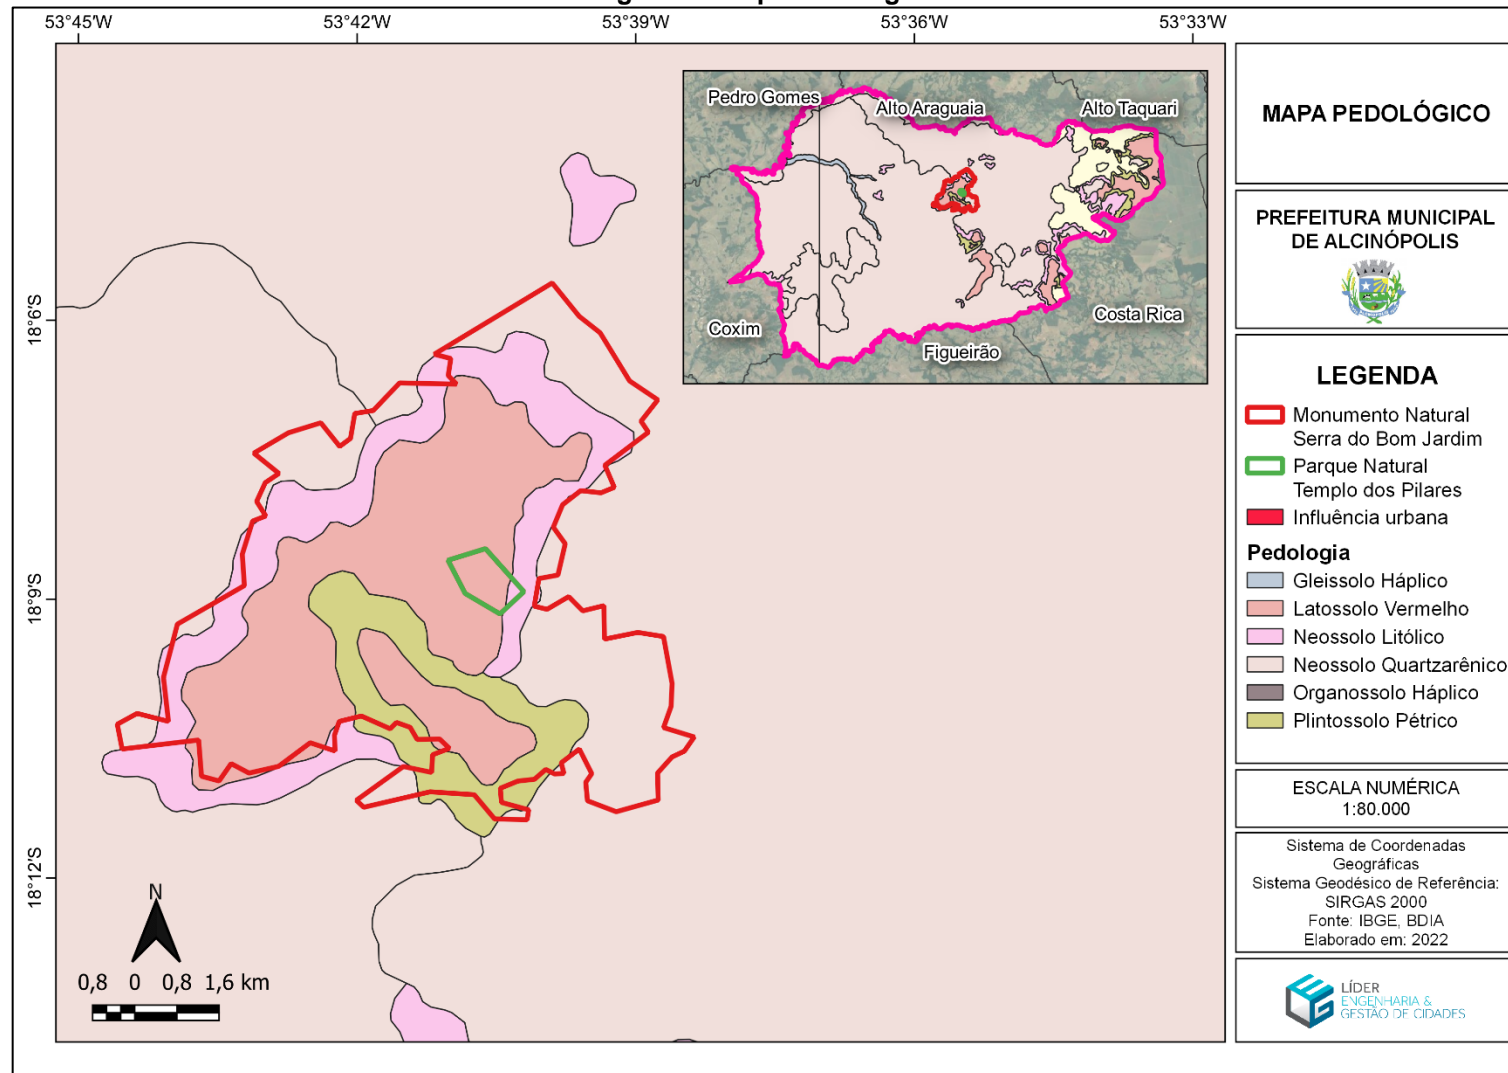 53°45'W
53°42'W
53°39'W
53°36'W
53°33'W
18°6'S
18°9'S
18°12'S
Pedro Gomes
Alto Araguaia
Alto Taquari
Coxim
Figueirão
Costa Rica
N
0,8 0 0,8 1,6 km
MAPA PEDOLÓGICO
PREFEITURA MUNICIPAL
DE ALCINÓPOLIS
LEGENDA
Monumento Natural
Serra do Bom Jardim
Parque Natural
Templo dos Pilares
Influência urbana
Pedologia
Gleissolo Háplico
Latossolo Vermelho
Neossolo Litólico
Neossolo Quartzarênico
Organossolo Háplico
Plintossolo Pétrico
ESCALA NUMÉRICA
1:80.000
Sistema de Coordenadas
Geográficas
Sistema Geodésico de Referência:
SIRGAS 2000
Fonte: IBGE, BDIA
Elaborado em: 2022
LÍDER
ENGENHARIA &
GESTÃO DE CIDADES